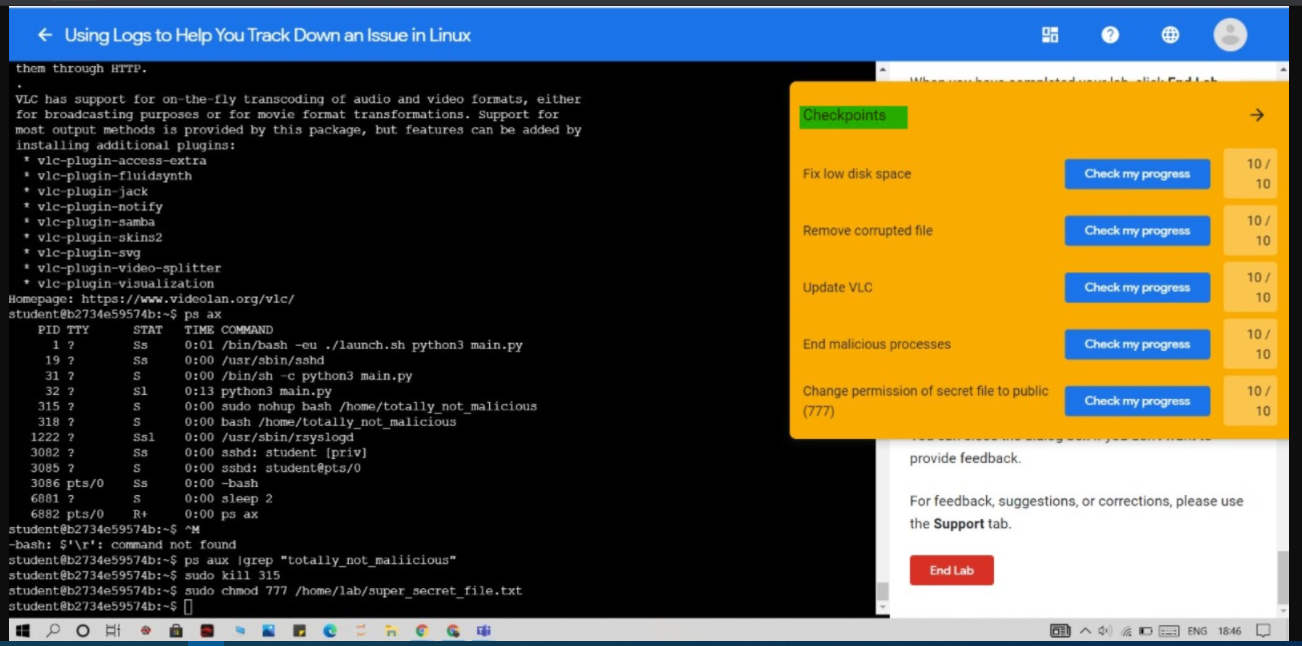 Using Logs to Help You Track Down an Issue in Linux
them through HTTP.
.
VLC has support for on-the-fly transcoding of audio and video formats, either
for broadcasting purposes or for movie format transformations. Support for
most output methods is provided by this package, but features can be added by
installing additional plugins:
* vlc-plugin-access-extra
* vlc-plugin-fluidsynth
* vlc-plugin-jack
* vlc-plugin-notify
* vlc-plugin-samba
* vlc-plugin-skins2
* vlc-plugin-svg
* vlc-plugin-video-splitter
* vlc-plugin-visualization
Homepage: https://www.videolan.org/vlc/
student@b2734e59574b:~$ ps ax
PID TTY STAT TIME COMMAND
1 ? Ss 0:01 /bin/bash -eu ./launch.sh python3 main.py
19 ? Ss 0:00 /usr/sbin/sshd
31 ? S 0:00 /bin/sh -c python3 main.py
32 ? Sl 0:13 python3 main.py
315 ? S 0:00 sudo nohup bash /home/totally_not_malicious
318 ? S 0:00 bash /home/totally_not_malicious
1222 ? Ssl 0:00 /usr/sbin/rsyslogd
3082 ? Ss 0:00 sshd: student [priv]
3085 ? S 0:00 sshd: student@pts/0
3086 pts/0 Ss 0:00 -bash
6881 ? S 0:00 sleep 2
6882 pts/0 R+ 0:00 ps ax
student@b2734e59574b:~$ ^M
-bash: $'\r': command not found
student@b2734e59574b:~$ ps aux |grep "totally_not_maliicious"
student@b2734e59574b:~$ sudo kill 315
student@b2734e59574b:~$ sudo chmod 777 /home/lab/super_secret_file.txt
student@b2734e59574b:~$
When you have completed your lab, click End Lab
Checkpoints
Fix low disk space
Check my progress
10 /
10
Remove corrupted file
Check my progress
10 /
10
Update VLC
Check my progress
10 /
10
End malicious processes
Check my progress
10 /
10
Change permission of secret file to public
(777)
Check my progress
10 /
10
You can close the dialog box if you don't want to
provide feedback.
For feedback, suggestions, or corrections, please use
the Support tab.
End Lab
ENG 18:46